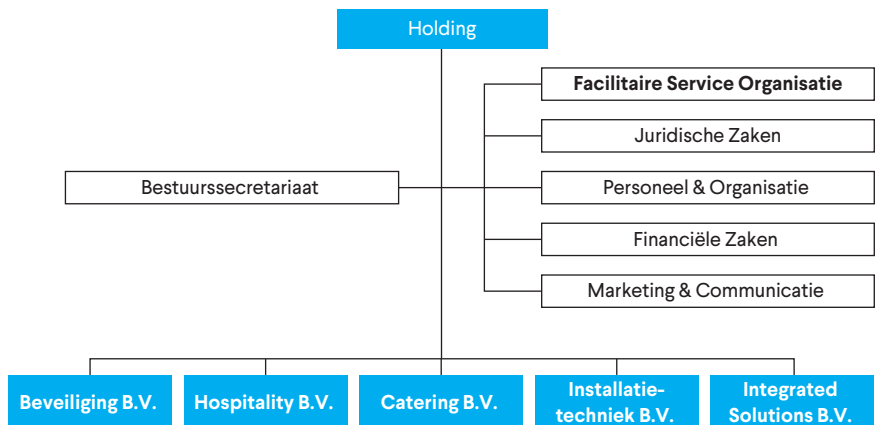 Holding
Facilitaire Service Organisatie
Juridische Zaken
Bestuurssecretariaat
Personeel & Organisatie
Financiële Zaken
Marketing & Communicatie
Beveiliging B.V.
Hospitality B.V.
Catering B.V.
Installatie-
techniek B.V.
Integrated
Solutions B.V.